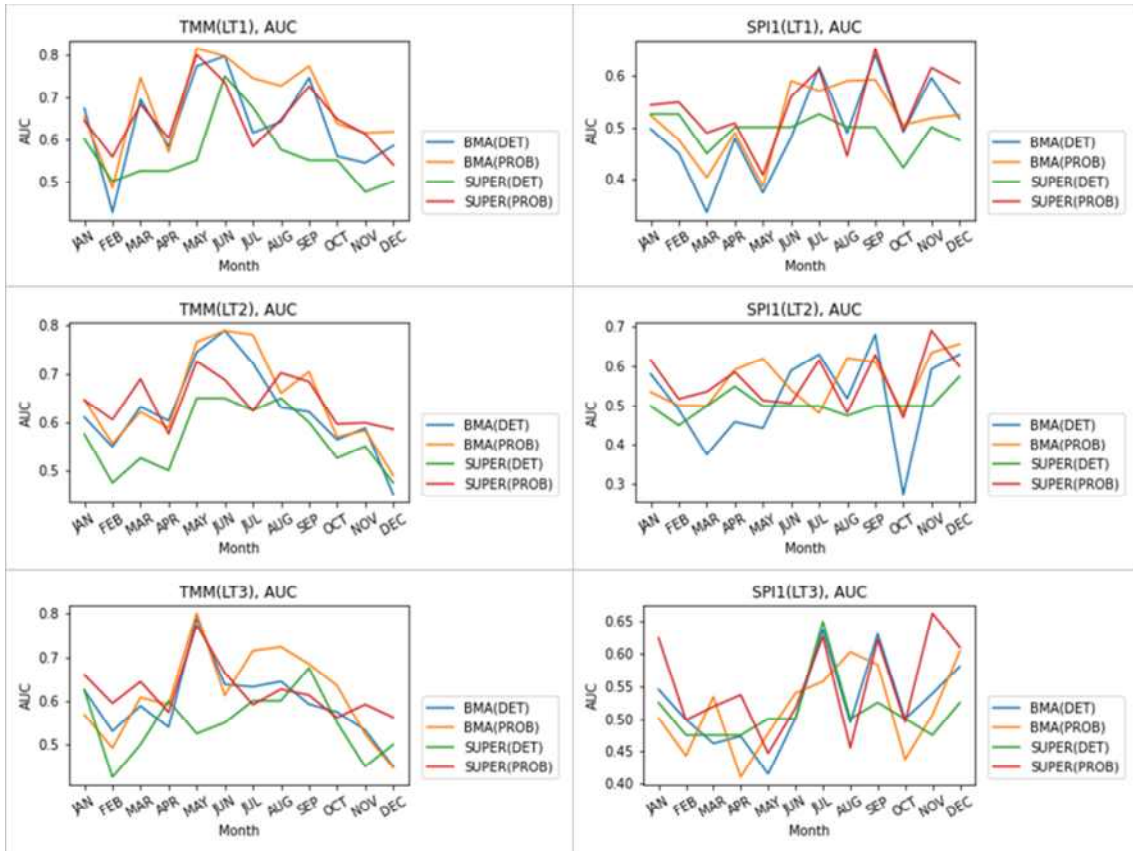 TMM(LT1), AUC
AUC
0.8
0.7
0.6
0.5
JAN FEB MAR APR MAY JUN JUL AUG SEP OCT NOV DEC
Month
BMA(DET)
BMA(PROB)
SUPER(DET)
SUPER(PROB)
SPI1(LT1), AUC
AUC
0.6
0.5
0.4
JAN FEB MAR APR MAY JUN JUL AUG SEP OCT NOV DEC
Month
BMA(DET)
BMA(PROB)
SUPER(DET)
SUPER(PROB)
TMM(LT2), AUC
AUC
0.8
0.7
0.6
0.5
JAN FEB MAR APR MAY JUN JUL AUG SEP OCT NOV DEC
Month
BMA(DET)
BMA(PROB)
SUPER(DET)
SUPER(PROB)
SPI1(LT2), AUC
AUC
0.7
0.6
0.5
0.4
0.3
JAN FEB MAR APR MAY JUN JUL AUG SEP OCT NOV DEC
Month
BMA(DET)
BMA(PROB)
SUPER(DET)
SUPER(PROB)
TMM(LT3), AUC
AUC
0.8
0.7
0.6
0.5
JAN FEB MAR APR MAY JUN JUL AUG SEP OCT NOV DEC
Month
BMA(DET)
BMA(PROB)
SUPER(DET)
SUPER(PROB)
SPI1(LT3), AUC
AUC
0.65
0.60
0.55
0.50
0.45
0.40
JAN FEB MAR APR MAY JUN JUL AUG SEP OCT NOV DEC
Month
BMA(DET)
BMA(PROB)
SUPER(DET)
SUPER(PROB)